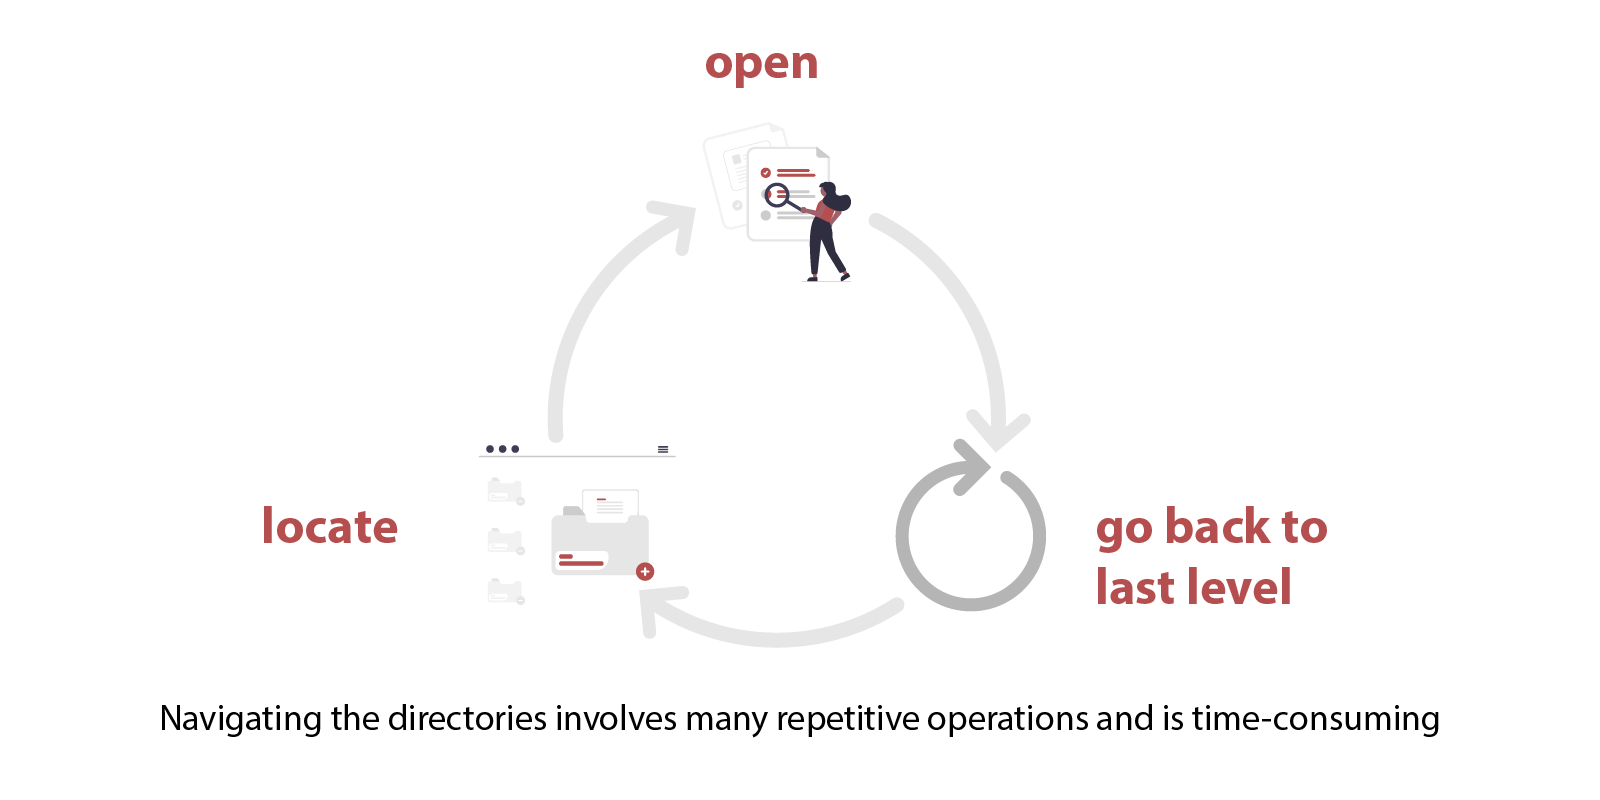 open
locate
go back to
last level
Navigating the directories involves many repetitive operations and is time-consuming